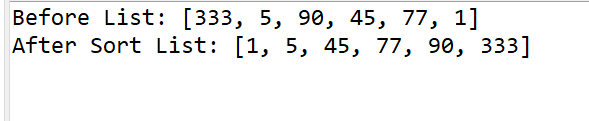 Before List: [333, 5, 90, 45, 77, 1]
After Sort List: [1, 5, 45, 77, 90, 333]